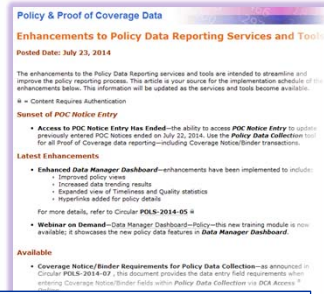 Policy & Proof of Coverage Data
Enhancements to Policy Data Reporting Services and Tools
Posted Date: July 23, 2014
The enhancements to the Policy Data Reporting services and tools are intended to streamline and
improve the policy reporting process. This article is your source for the implementation schedule of the
enhancements below. This information will be updated as the services and tools become available.
= Content Requires Authentication
Sunset of POC Notice Entry
• Access to POC Notice Entry Has Ended—the ability to access POC Notice Entry to update
previously entered POC Notices ended on July 22, 2014. Use the Policy Data Collection tool
for all Proof of Coverage data reporting—including Coverage Notice/Binder transactions.
Latest Enhancements
• Enhanced Data Manager Dashboard—enhancements have been implemented to include:
• Improved policy views
• Increased data trending results
• Expanded view of Timeliness and Quality statistics
• Hyperlinks added for policy details
For more details, refer to Circular POLS-2014-05
• Webinar on Demand—Data Manager Dashboard—Policy—this new training module is now
available; it showcases the new policy data features in Data Manager Dashboard.
Available
• Coverage Notice/Binder Requirements for Policy Data Collection—as announced in
Circular POLS-2014-07, this document provides the data entry field requirements when
entering Coverage Notice/Binder fields within Policy Data Collection via DCA Access®